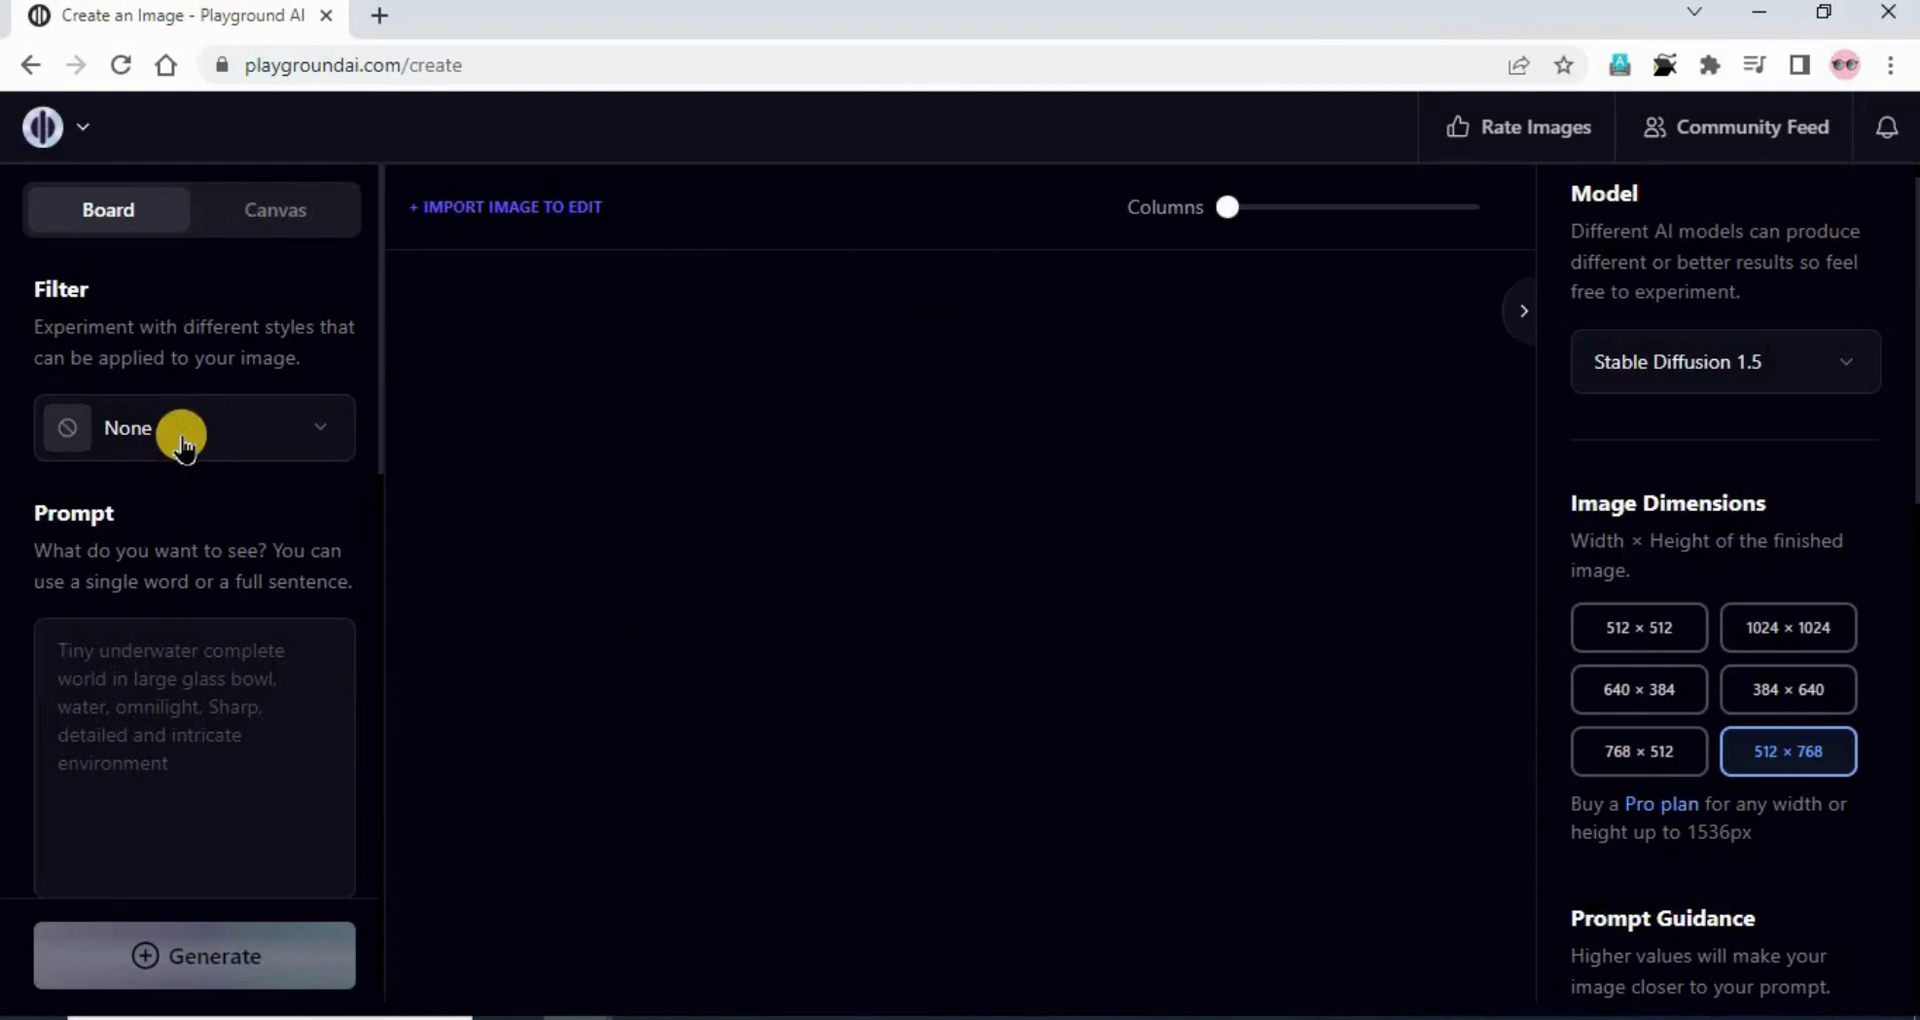 Create an Image - Playground AI
playgroundai.com/create
Rate Images
Community Feed
Board
Canvas
Filter
Experiment with different styles that
can be applied to your image.
None
Prompt
What do you want to see? You can
use a single word or a full sentence.
Tiny underwater complete
world in large glass bowl,
water, omnilight, Sharp,
detailed and intricate
environment
Generate
+ IMPORT IMAGE TO EDIT
Columns
Model
Different AI models can produce
different or better results so feel
free to experiment.
Stable Diffusion 1.5
Image Dimensions
Width × Height of the finished
image.
512 × 512
1024 × 1024
640 × 384
384 × 640
768 × 512
512 × 768
Buy a Pro plan for any width or
height up to 1536px
Prompt Guidance
Higher values will make your
image closer to your prompt.